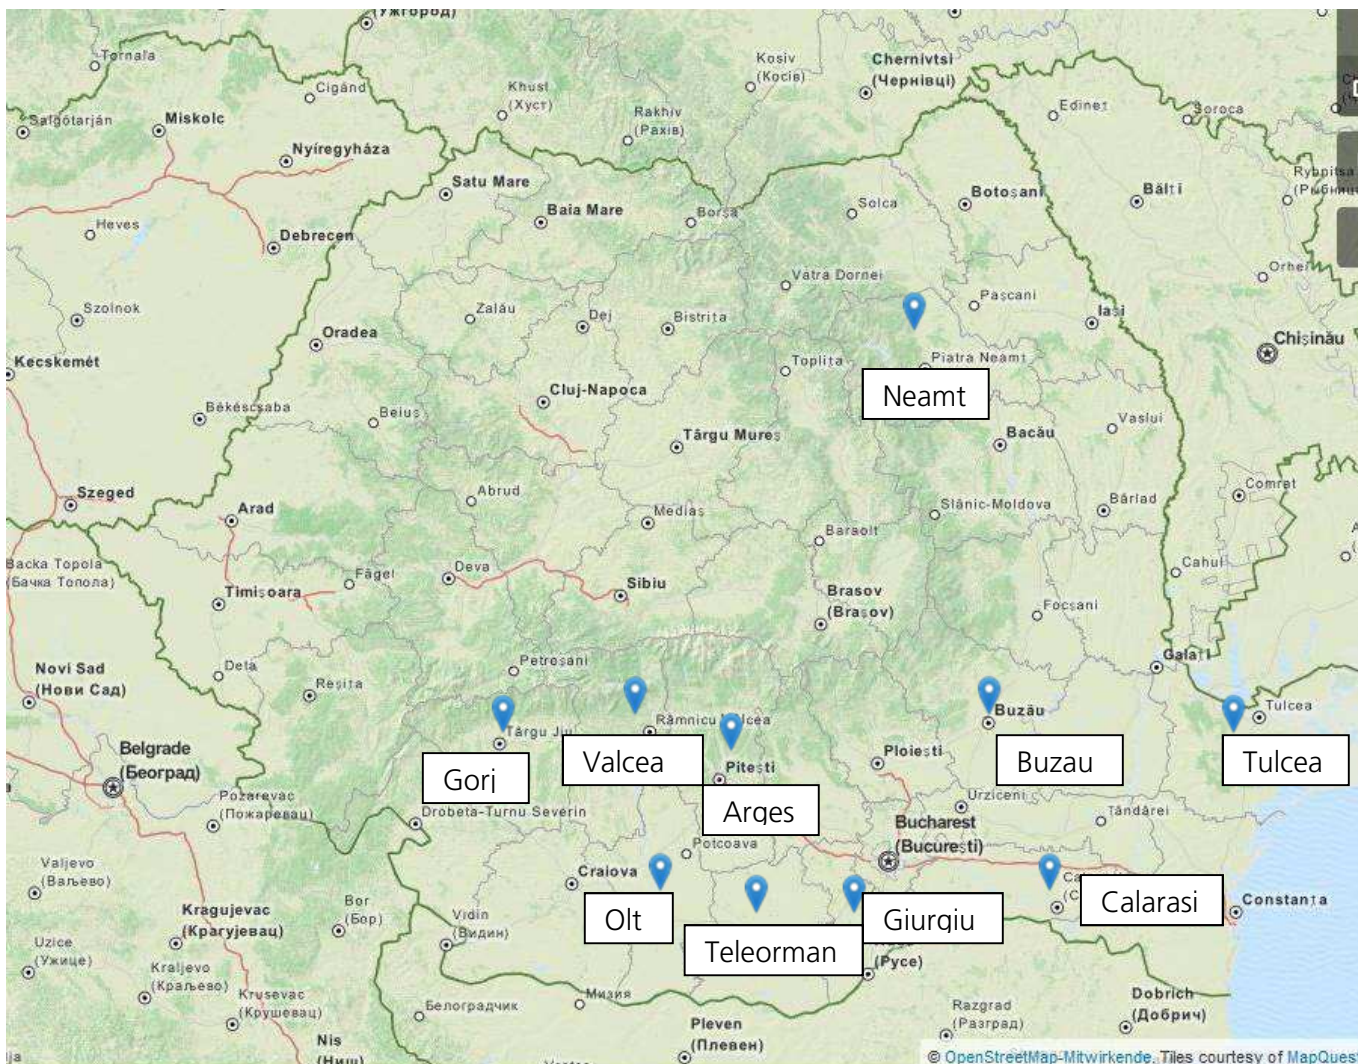 (Ужгород)
Tornaľa
Cigánd
Khust
(Хуст)
Kosiv
(Косів)
Chernivtsi
(Чернівці)
Edineț
Soroca
Salgótarján
Miskolc
Rakhiv
(Рахів)
Nyíregyháza
Satu Mare
Botoșani
Bălți
Rybnitsa
Heves
Baia Mare
Borșa
Solca
Debrecen
Vatra Dornei
Szolnok
Zalău
Dej
Bistrița
Pașcani
Iași
Oradea
Chișinău
Kecskemét
Toplița
Piatra Neamț
Neamt
Cluj-Napoca
Békéscsaba
Beiuș
Târgu Mureș
Bacău
Vaslui
Szeged
Arad
Abrud
Mediaș
Slănic-Moldova
Bârlad
Comrat
Baraolt
Backa Topola
(Бачка Топола)
Făget
Deva
Cahul
Timișoara
Sibiu
Brasov
(Brașov)
Focșani
Petroșani
Galați
Novi Sad
(Нови Сад)
Deta
Reșița
Târgu Jiu
Buzău
Tulcea
Belgrade
(Београд)
Gorj
Valcea
Pitești
Ploiești
Buzau
Tulcea
Arges
Požarevac
(Пожаревац)
Drobeta-Turnu Severin
Urziceni
Țăndărei
Bucharest
(București)
Potcoava
Valjevo
(Ваљево)
Craiova
Calarasi
Constanța
Kragujevac
(Крагујевац)
Bor
(Бор)
Vidin
(Видин)
Olt
Teleorman
Giurgiu
Uzice
(Ужице)
Kraljevo
(Краљево)
(Русе)
Krusevac
(Крушевац)
Белоградчик
Мизия
Razgrad
(Разград)
Dobrich
(Добрич)
Nis
(Ниш)
Pleven
(Плевен)
© OpenStreetMap-Mitwirkende, Tiles courtesy of MapQues